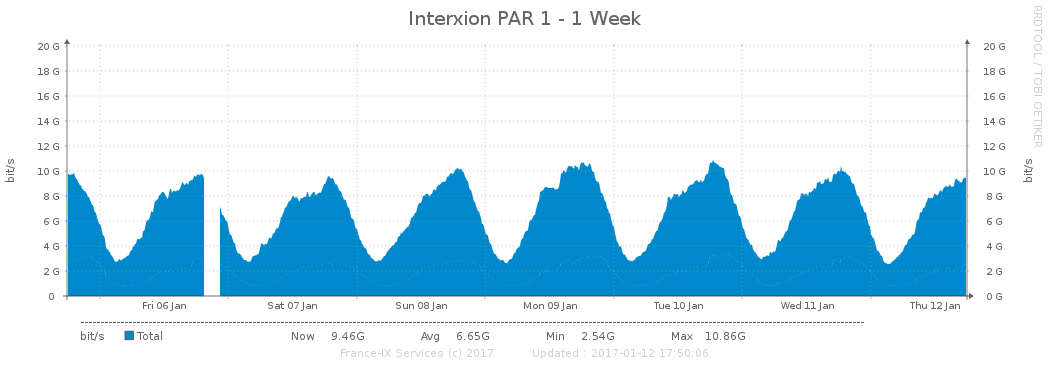 Interxion PAR 1 - 1 Week
RRDTOOL / TOBI OETIKER
bit/s
20 G
18 G
16 G
14 G
12 G
10 G
8 G
6 G
4 G
2 G
0
20 G
18 G
16 G
14 G
12 G
10 G
8 G
6 G
4 G
2 G
0 G
bit/s
Fri 06 Jan Sat 07 Jan Sun 08 Jan Mon 09 Jan Tue 10 Jan Wed 11 Jan Thu 12 Jan
bit/s Total Now 9.46G Avg 6.65G Min 2.54G Max 10.86G
France-IX Services (c) 2017 Updated : 2017-01-12 17:50:06